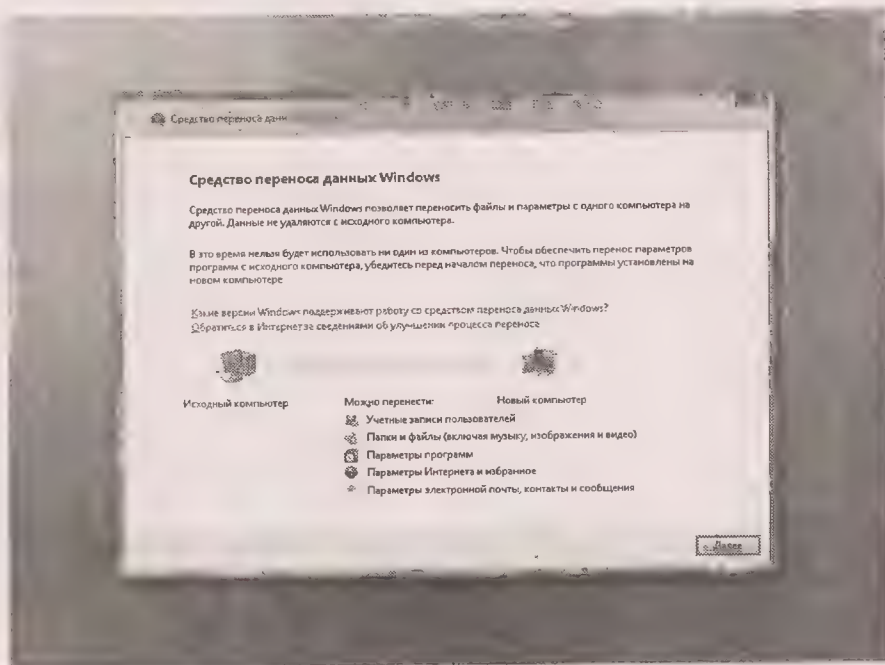 Средство переноса данн
Средство переноса данных Windows
Средство переноса данных Windows позволяет переносить файлы и параметры с одного компьютера на
другой. Данные не удаляются с исходного компьютера.
В это время нельзя будет использовать ни один из компьютеров. Чтобы обеспечить перенос параметров
программ с исходного компьютера, убедитесь перед началом переноса, что программы установлены на
новом компьютере
Какие версии Windows поддерживают работу со средством переноса данных Windows?
Обратиться в Интернет за сведениями об улучшении процесса переноса
Исходный компьютер Можно перенести: Новый компьютер
Учетные записи пользователей
Папки и файлы (включая музыку, изображения и видео)
Параметры программ
Параметры Интернета и избранное
Параметры электронной почты, контакты и сообщения
Далее